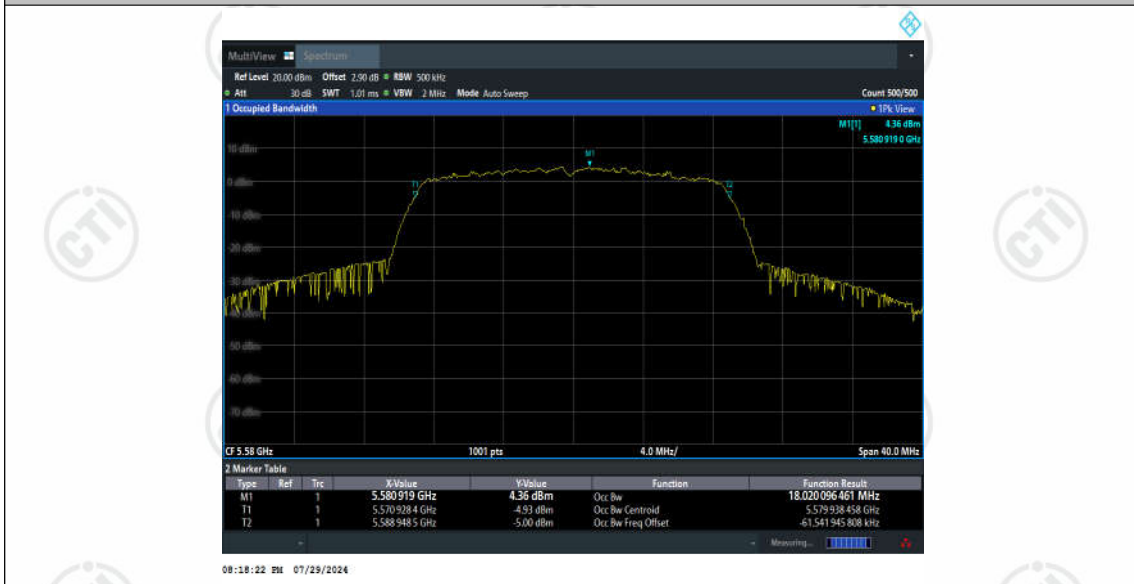 MultiView Spectrum
Ref Level 20.00 dBm Offset 2.90 dB RBW 500 kHz
Att 30 dB SWT 1.01 ms VBW 2 MHz Mode Auto Sweep Count 500/500
1 Occupied Bandwidth 1Pk View
M1[1] 4.36 dBm
5.580 919 0 GHz
10 dBm
M1
0 dBm
T1
T2
-10 dBm
-20 dBm
-30 dBm
-40 dBm
-50 dBm
-60 dBm
-70 dBm
CF 5.58 GHz 1001 pts 4.0 MHz/ Span 40.0 MHz
2 Marker Table
Type Ref Trc X-Value Y-Value Function Function Result
M1 1 5.580 919 GHz 4.36 dBm Occ Bw 18.020 096 461 MHz
T1 1 5.570 928 4 GHz -4.93 dBm Occ Bw Centroid 5.579 938 458 GHz
T2 1 5.588 948 5 GHz -5.00 dBm Occ Bw Freq Offset -61.541 945 808 kHz
Measuring...
08:18:22 PM 07/29/2024
CTI
CTI